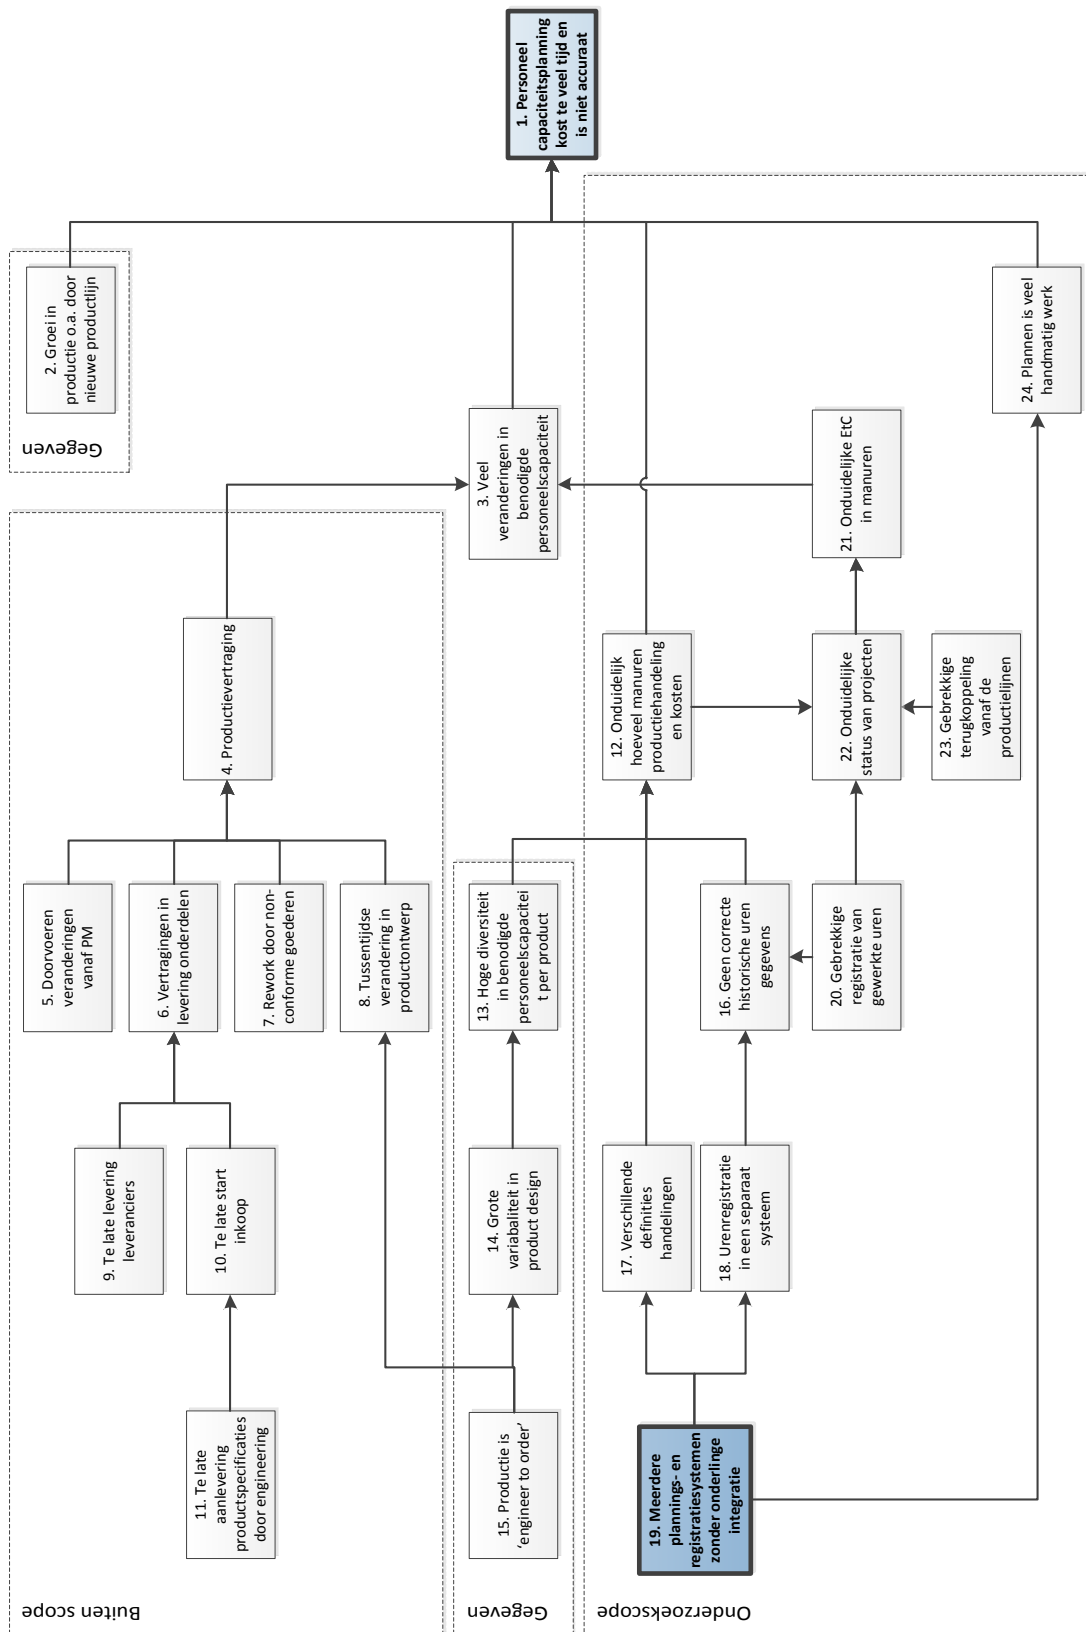 Buiten scope
11. Te late
aanlevering
productspecificaties
door engineering
9. Te late levering
leveranciers
10. Te late start
inkoop
5. Doorvoeren
veranderingen
vanaf PM
6. Vertragingen in
levering onderdelen
7. Rework door non-
conforme goederen
8. Tussentijdse
verandering in
productontwerp
4. Productievertraging
Gegeven
2. Groei in
productie o.a. door
nieuwe productlijn
3. Veel
veranderingen in
benodigde
personeelscapaciteit
1. Personeel
capaciteitsplanning
kost te veel tijd en
is niet accuraat
Gegeven
15. Productie is
‘engineer to order’
14. Grote
variabaliteit in
product design
13. Hoge diversiteit
in benodigde
personeelscapacitei
t per product
Onderzoekscope
19. Meerdere
plannings- en
registratiesystemen
zonder onderlinge
integratie
17. Verschillende
definities
handelingen
18. Urenregistratie
in een separaat
systeem
16. Geen correcte
historische uren
gegevens
20. Gebrekkige
registratie van
gewerkte uren
12. Onduidelijk
hoeveel manuren
productiehandeling
en kosten
22. Onduidelijke
status van projecten
23. Gebrekkige
terugkoppeling
vanaf de
productielijnen
21. Onduidelijke EtC
in manuren
24. Plannen is veel
handmatig werk